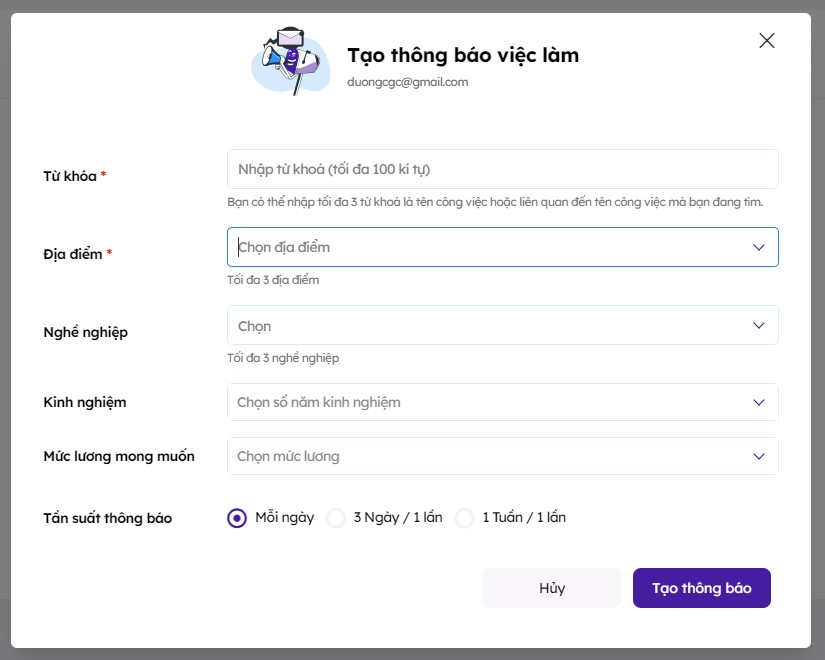 Tạo thông báo việc làm
duongcgc@gmail.com
Từ khóa *
Nhập từ khoá (tối đa 100 kí tự)
Bạn có thể nhập tối đa 3 từ khoá là tên công việc hoặc liên quan đến tên công việc mà bạn đang tìm.
Địa điểm *
Chọn địa điểm
Tối đa 3 địa điểm
Nghề nghiệp
Chọn
Tối đa 3 nghề nghiệp
Kinh nghiệm
Chọn số năm kinh nghiệm
Mức lương mong muốn
Chọn mức lương
Tần suất thông báo
Mỗi ngày
3 Ngày / 1 lần
1 Tuần / 1 lần
Hủy
Tạo thông báo